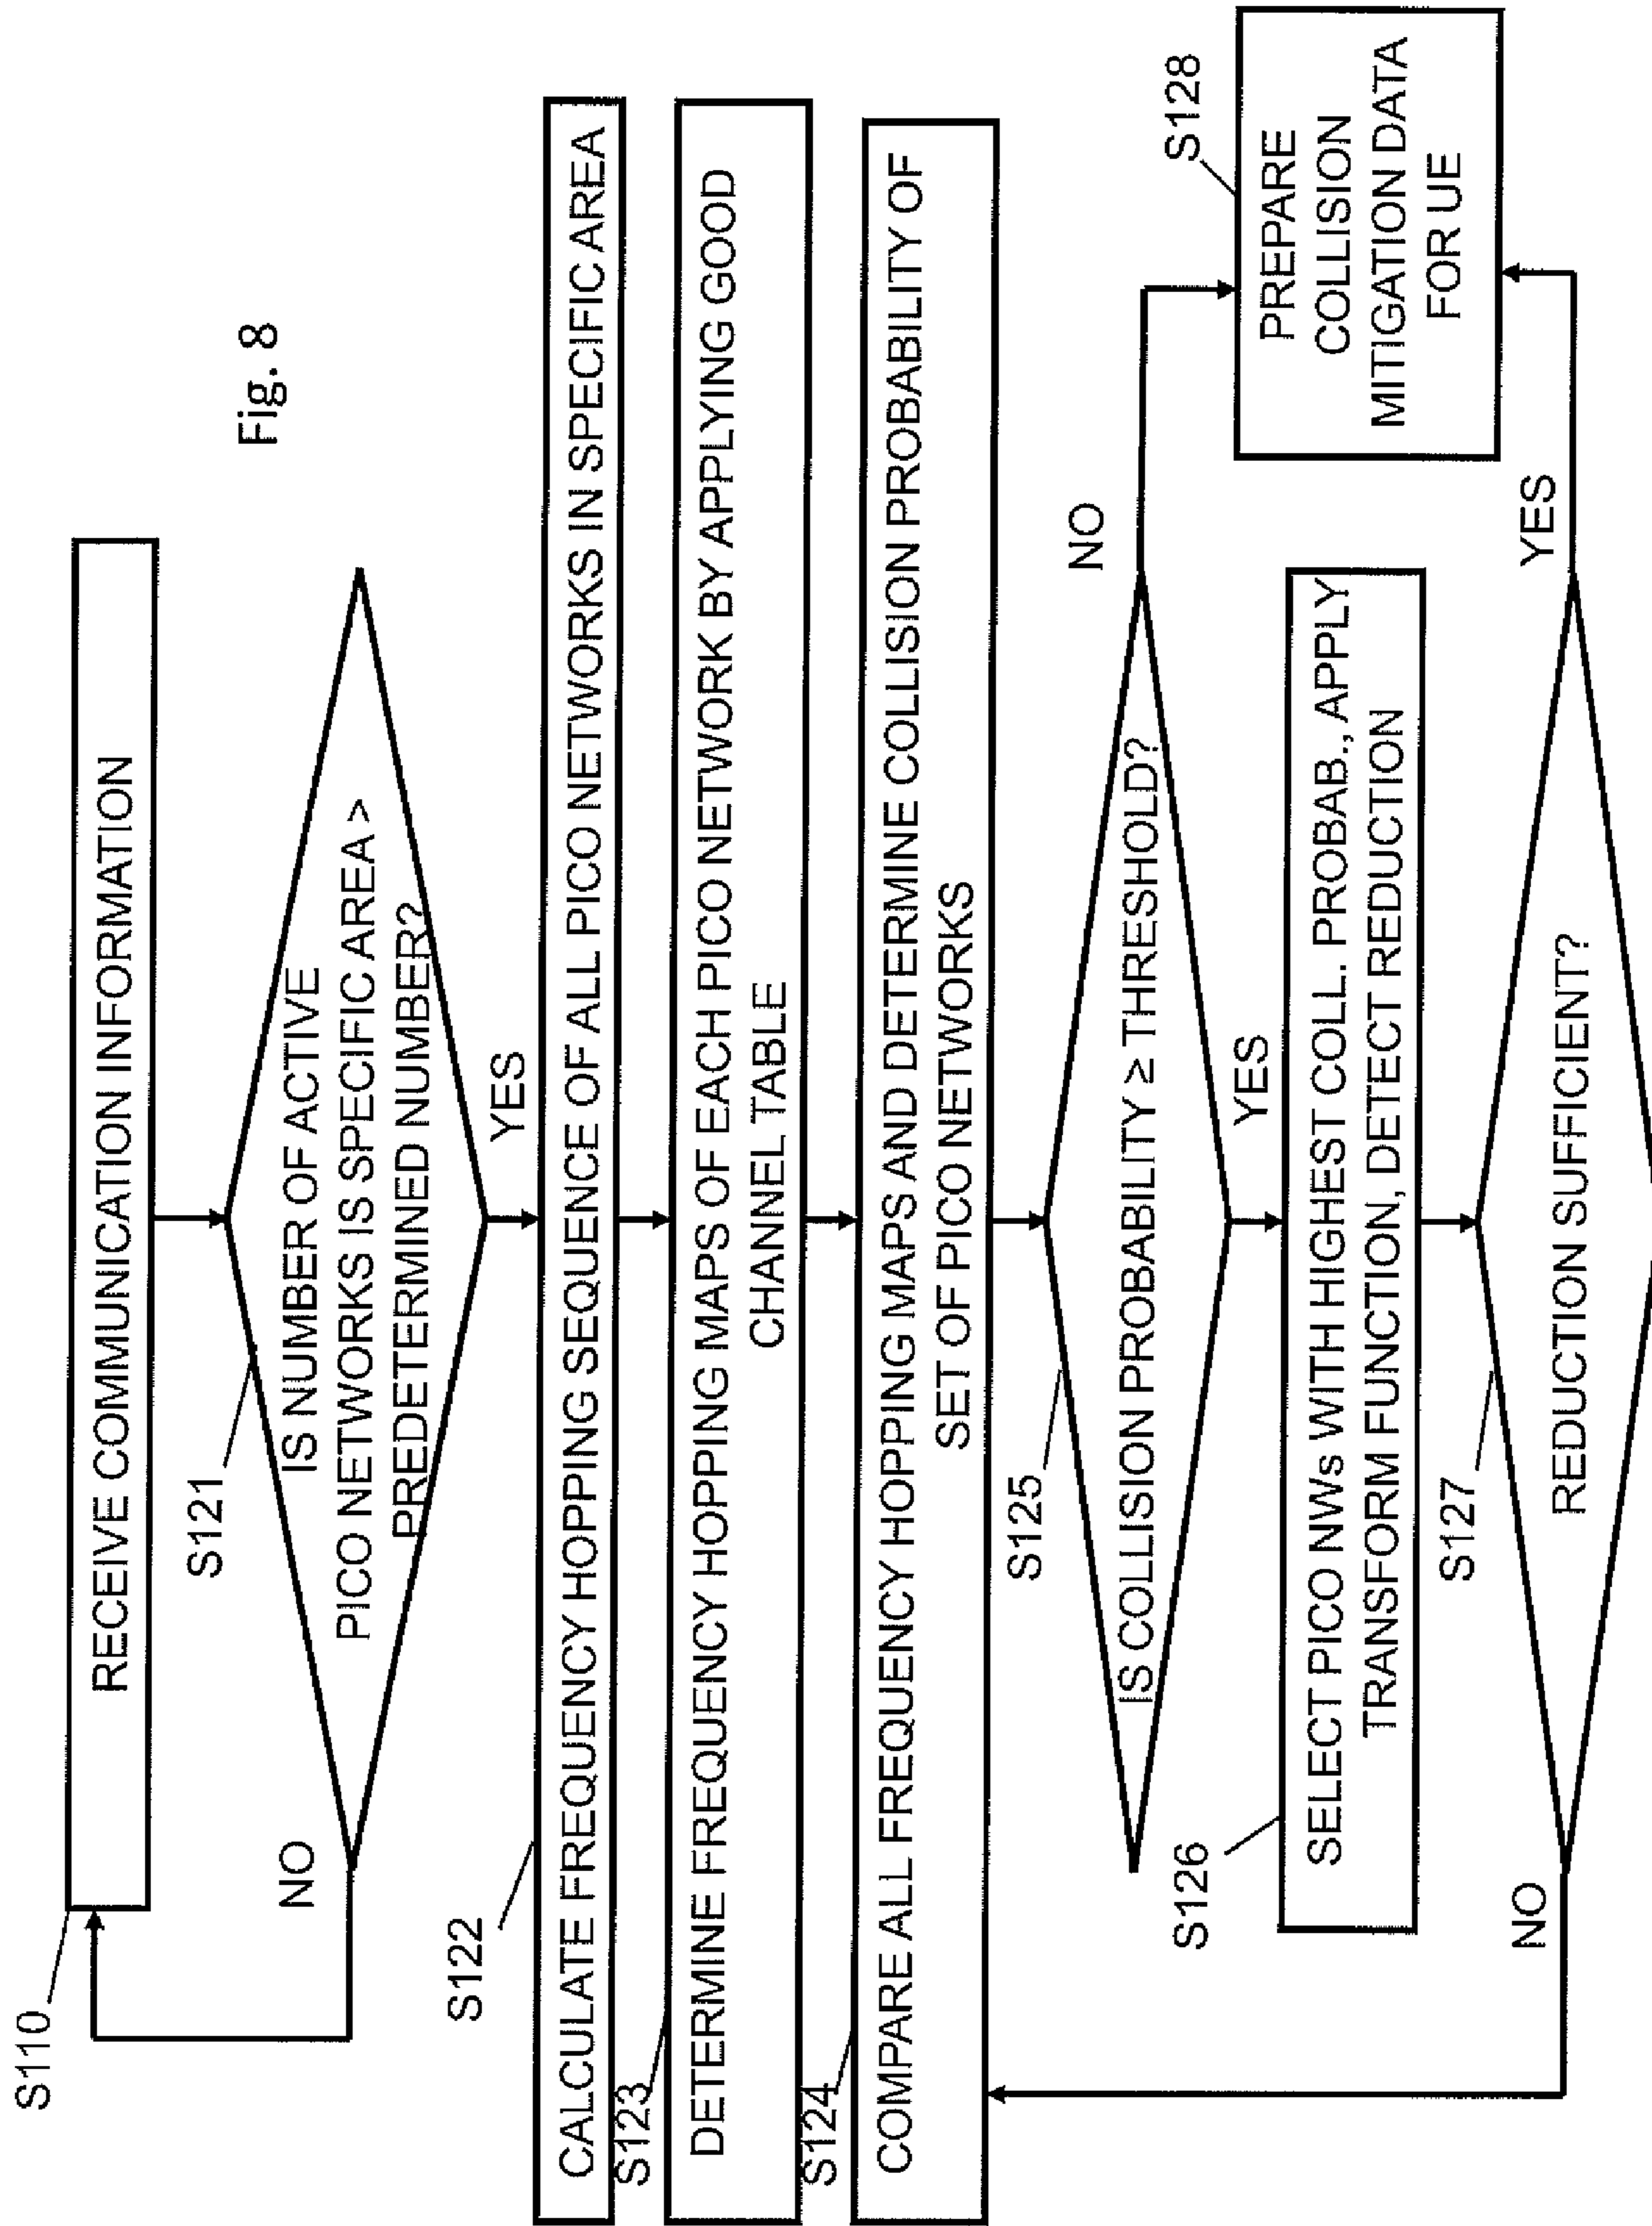 Fig. 8
S110
RECEIVE COMMUNICATION INFORMATION
S121
IS NUMBER OF ACTIVE
PICO NETWORKS IS SPECIFIC AREA >
PREDETERMINED NUMBER?
NO
YES
S122
CALCULATE FREQUENCY HOPPING SEQUENCE OF ALL PICO NETWORKS IN SPECIFIC AREA
S123
DETERMINE FREQUENCY HOPPING MAPS OF EACH PICO NETWORK BY APPLYING GOOD
CHANNEL TABLE
S124
COMPARE ALL FREQUENCY HOPPING MAPS AND DETERMINE COLLISION PROBABILITY OF
SET OF PICO NETWORKS
S125
IS COLLISION PROBABILITY ≥ THRESHOLD?
NO
YES
S126
SELECT PICO NWs WITH HIGHEST COLL. PROBAB., APPLY
TRANSFORM FUNCTION, DETECT REDUCTION
S127
REDUCTION SUFFICIENT?
NO
YES
S128
PREPARE
COLLISION
MITIGATION DATA
FOR UE